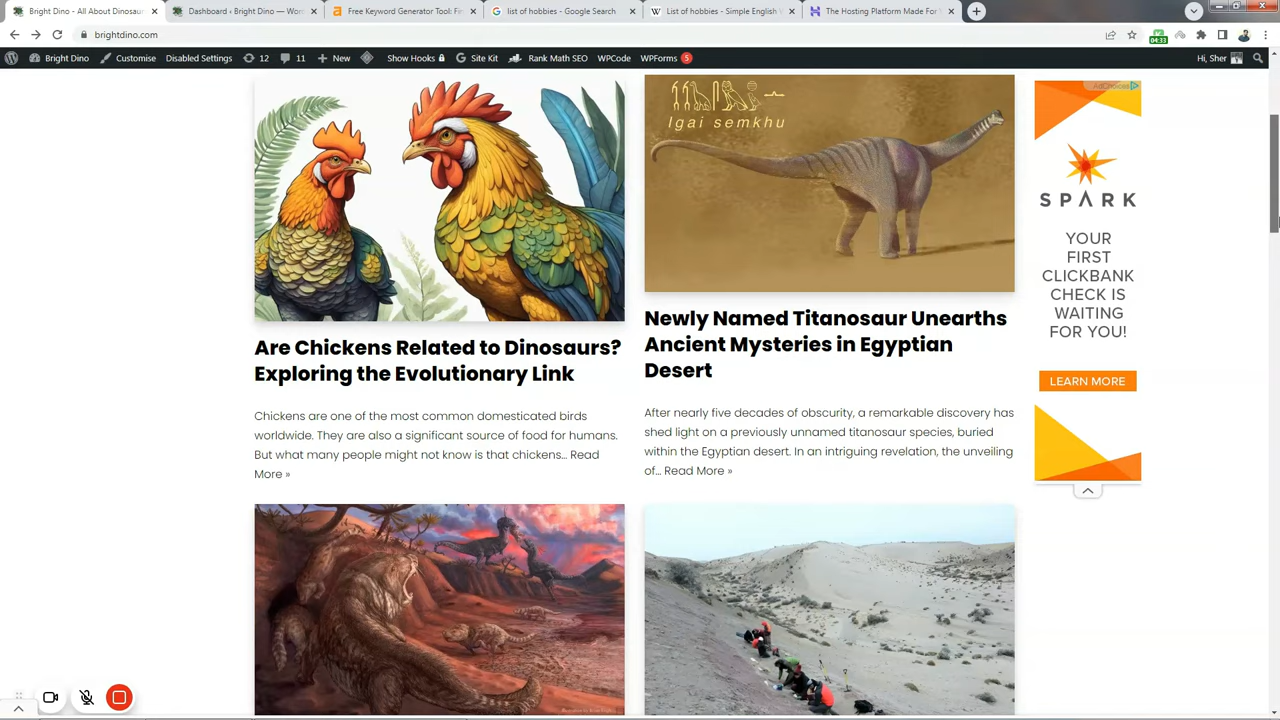 Bright Dino - All About Dinosau
Dashboard ‹ Bright Dino — Wor
Free Keyword Generator Tool: Fi
list of hobbies - Google Search
List of hobbies - Simple English
The Hosting Platform Made For
brightdino.com
04:33
Bright Dino
Customise
Disabled Settings
12
11
New
Show Hooks
Site Kit
Rank Math SEO
WPCode
WPForms 5
Hi, Sher
Igai semkhu
AdChoices
SPARK
YOUR
FIRST
CLICKBANK
CHECK IS
WAITING
FOR YOU!
LEARN MORE
Are Chickens Related to Dinosaurs?
Exploring the Evolutionary Link
Chickens are one of the most common domesticated birds
worldwide. They are also a significant source of food for humans.
But what many people might not know is that chickens… Read
More »
Newly Named Titanosaur Unearths
Ancient Mysteries in Egyptian
Desert
After nearly five decades of obscurity, a remarkable discovery has
shed light on a previously unnamed titanosaur species, buried
within the Egyptian desert. In an intriguing revelation, the unveiling
of… Read More »